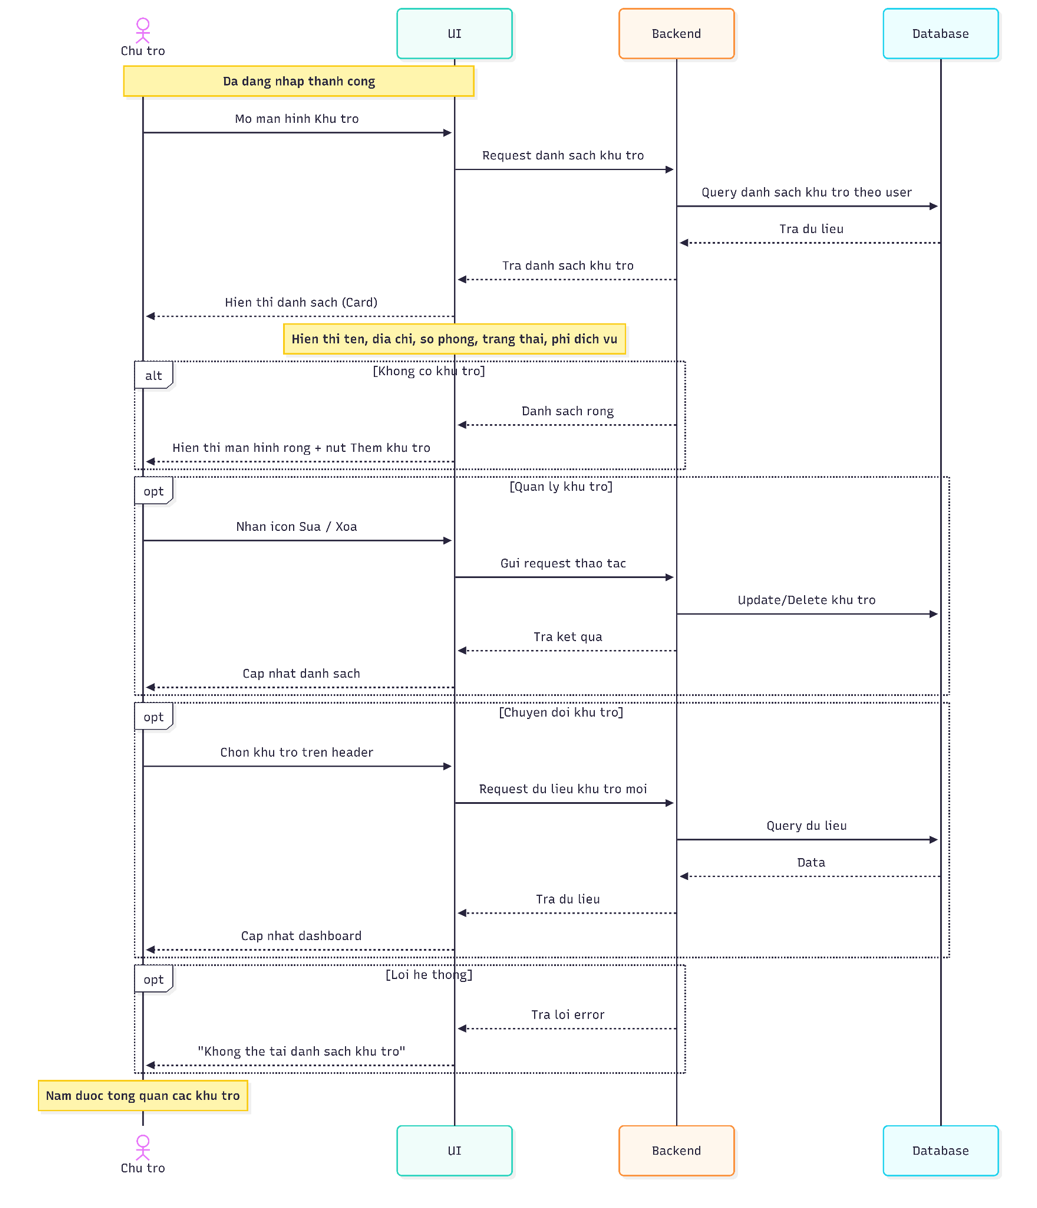 Chu tro
UI
Backend
Database
Da dang nhap thanh cong
Mo man hinh Khu tro
Request danh sach khu tro
Query danh sach khu tro theo user
Tra du lieu
Tra danh sach khu tro
Hien thi danh sach (Card)
Hien thi ten, dia chi, so phong, trang thai, phi dich vu
alt
[Khong co khu tro]
Danh sach rong
Hien thi man hinh rong + nut Them khu tro
opt
[Quan ly khu tro]
Nhan icon Sua / Xoa
Gui request thao tac
Update/Delete khu tro
Tra ket qua
Cap nhat danh sach
opt
[Chuyen doi khu tro]
Chon khu tro tren header
Request du lieu khu tro moi
Query du lieu
Data
Tra du lieu
Cap nhat dashboard
opt
[Loi he thong]
Tra loi error
"Khong the tai danh sach khu tro"
Nam duoc tong quan cac khu tro
Chu tro
UI
Backend
Database